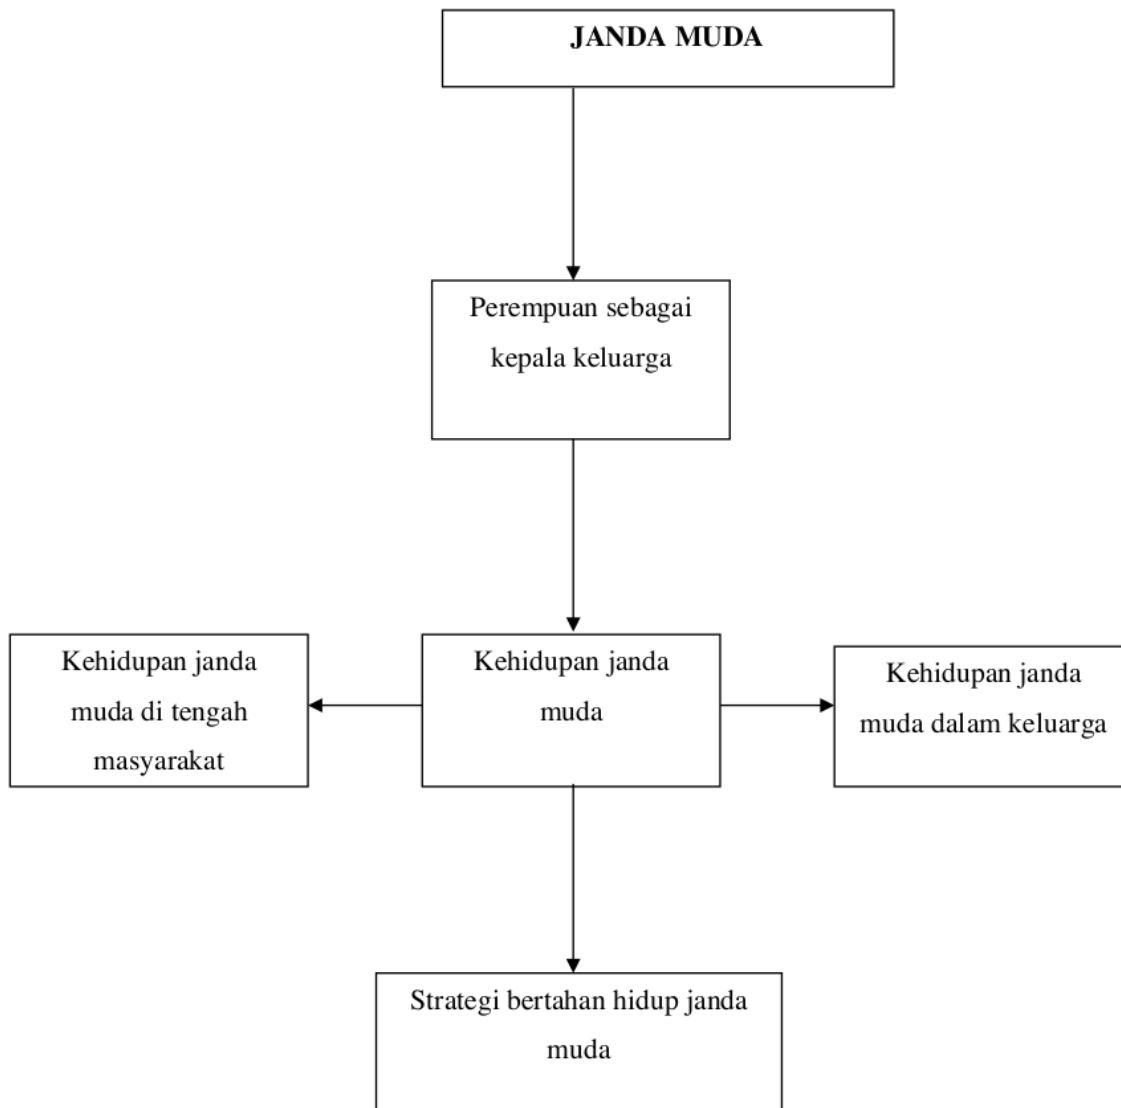 JANDA MUDA
Perempuan sebagai
kepala keluarga
Kehidupan janda
muda di tengah
masyarakat
Kehidupan janda
muda
Kehidupan janda
muda dalam keluarga
Strategi bertahan hidup janda
muda